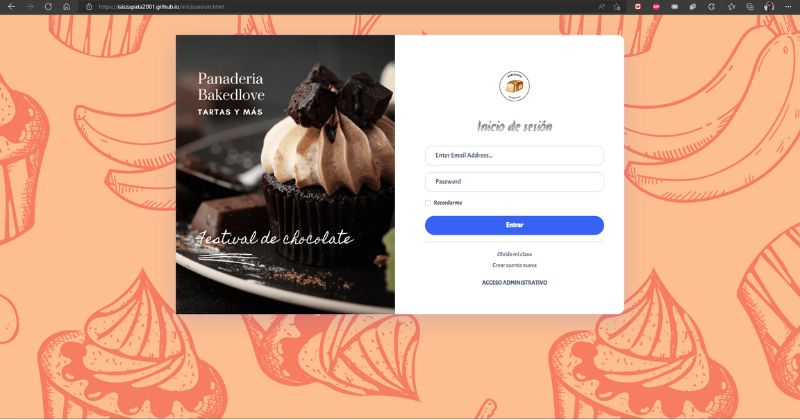 https://isiszapata2001.github.io/iniciosesion.html
Panaderia
Bakedlove
TARTAS Y MÁS
Festival de chocolate
Inicio de sesión
Enter Email Address...
Password
Recordarme
Entrar
Olvide mi clave
Crear cuenta nueva
ACCESO ADMINISTRATIVO